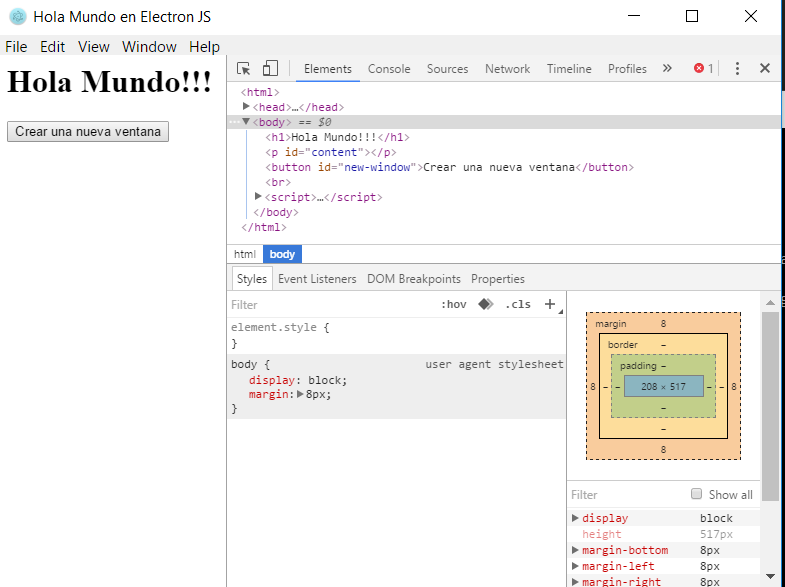 Hola Mundo en Electron JS
File Edit View Window Help
Hola Mundo!!!
Crear una nueva ventana
Elements Console Sources Network Timeline Profiles » 1
<html>
<head>…</head>
<body> == $0
<h1>Hola Mundo!!!</h1>
<p id="content"></p>
<button id="new-window">Crear una nueva ventana</button>
<br>
<script>…</script>
</body>
</html>
html body
Styles Event Listeners DOM Breakpoints Properties
Filter :hov .cls +
element.style {
}
body { user agent stylesheet
display: block;
margin: 8px;
}
margin 8
border –
padding –
8 – – 208 × 517 – – 8
–
–
8
Filter Show all
display block
height 517px
margin-bottom 8px
margin-left 8px
margin-right 8px